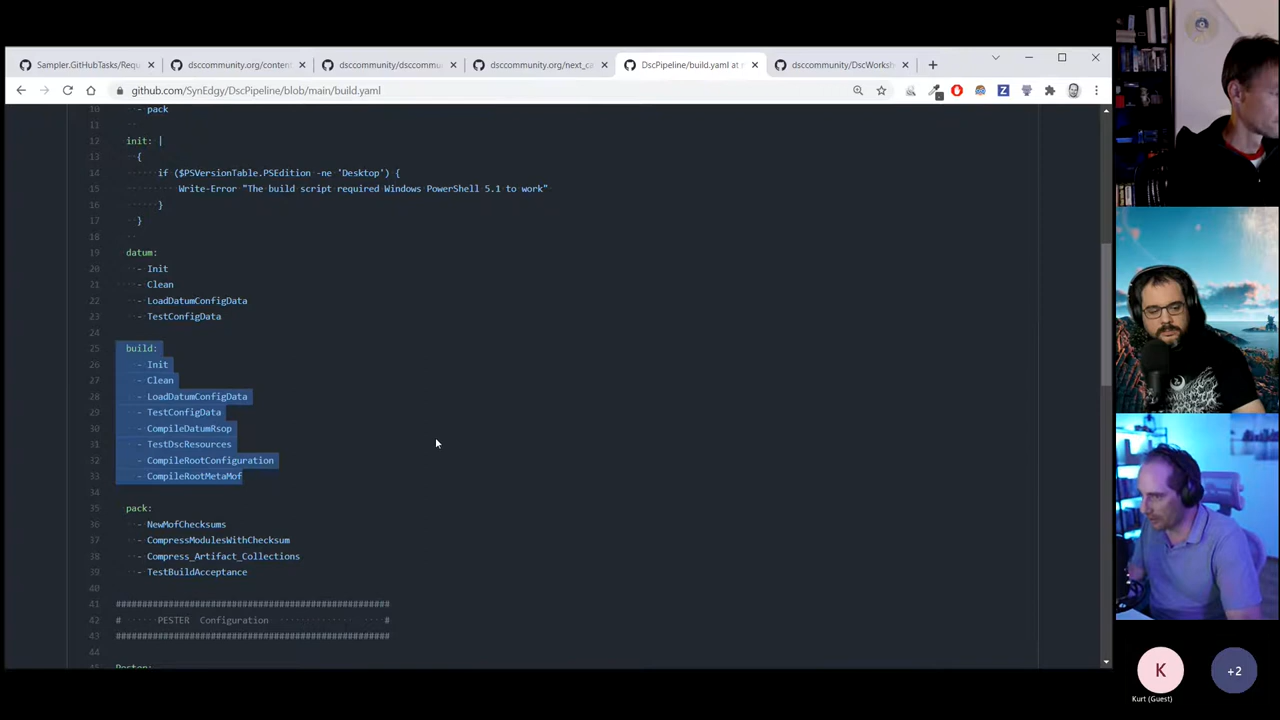 Sampler.GitHubTasks/Requ
dsccommunity.org/content
dsccommunity/dsccommu
dsccommunity.org/next_ca
DscPipeline/build.yaml at m
dsccommunity/DscWorksh
github.com/SynEdgy/DscPipeline/blob/main/build.yaml
10 - pack
11
12 init: |
13 {
14 if ($PSVersionTable.PSEdition -ne 'Desktop') {
15 Write-Error "The build script required Windows PowerShell 5.1 to work"
16 }
17 }
18
19 datum:
20 - Init
21 - Clean
22 - LoadDatumConfigData
23 - TestConfigData
24
25 build:
26 - Init
27 - Clean
28 - LoadDatumConfigData
29 - TestConfigData
30 - CompileDatumRsop
31 - TestDscResources
32 - CompileRootConfiguration
33 - CompileRootMetaMof
34
35 pack:
36 - NewMofChecksums
37 - CompressModulesWithChecksum
38 - Compress_Artifact_Collections
39 - TestBuildAcceptance
40
41 ####################################################
42 # PESTER Configuration #
43 ####################################################
44
45 Pester:
K
+2
Kurt (Guest)